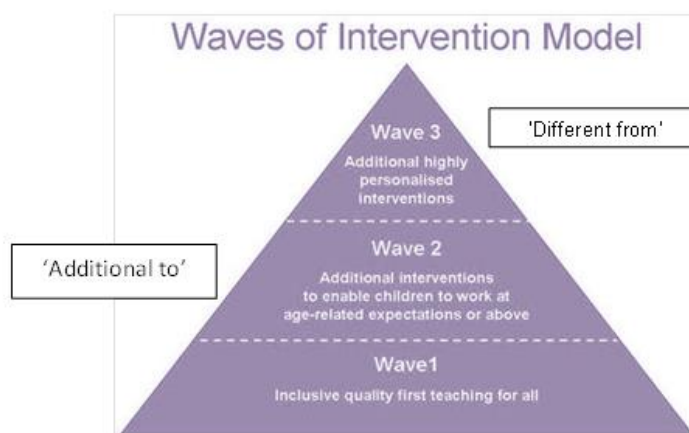 Waves of Intervention Model
Wave 3
'Different from'
Additional highly
personalised
interventions
‘Additional to’
Wave 2
Additional interventions
to enable children to work at
age-related expectations or above
Wave1
Inclusive quality first teaching for all